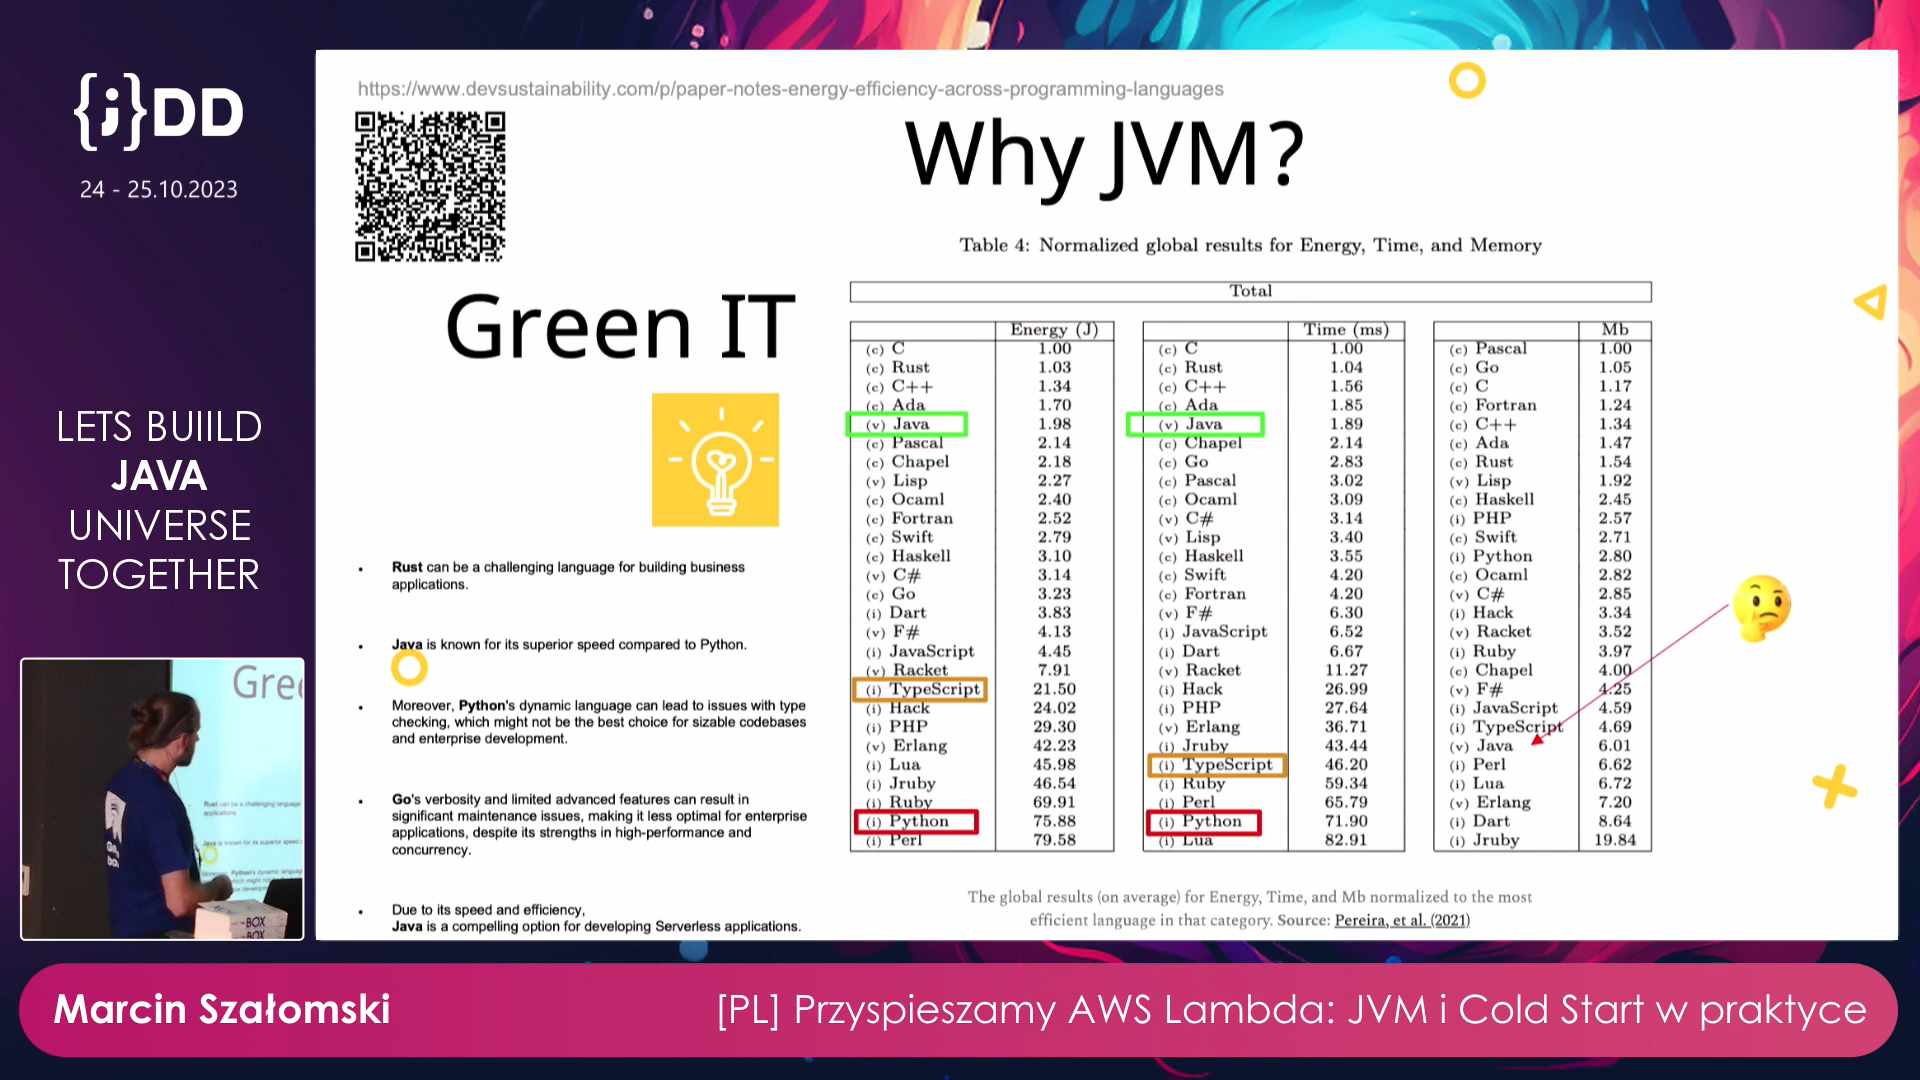 {j}DD
24 - 25.10.2023
LETS BUIILD
JAVA
UNIVERSE
TOGETHER
https://www.devsustainability.com/p/paper-notes-energy-efficiency-across-programming-languages
Why JVM?
Green IT
• Rust can be a challenging language for building business
applications.
• Java is known for its superior speed compared to Python.
• Moreover, Python's dynamic language can lead to issues with type
checking, which might not be the best choice for sizable codebases
and enterprise development.
• Go's verbosity and limited advanced features can result in
significant maintenance issues, making it less optimal for enterprise
applications, despite its strengths in high-performance and
concurrency.
• Due to its speed and efficiency,
Java is a compelling option for developing Serverless applications.
Table 4: Normalized global results for Energy, Time, and Memory
Total
Energy (J)
(c) C 1.00
(c) Rust 1.03
(c) C++ 1.34
(c) Ada 1.70
(v) Java 1.98
(c) Pascal 2.14
(c) Chapel 2.18
(v) Lisp 2.27
(c) Ocaml 2.40
(c) Fortran 2.52
(c) Swift 2.79
(c) Haskell 3.10
(v) C# 3.14
(c) Go 3.23
(i) Dart 3.83
(v) F# 4.13
(i) JavaScript 4.45
(v) Racket 7.91
(i) TypeScript 21.50
(i) Hack 24.02
(i) PHP 29.30
(v) Erlang 42.23
(i) Lua 45.98
(i) Jruby 46.54
(i) Ruby 69.91
(i) Python 75.88
(i) Perl 79.58
Time (ms)
(c) C 1.00
(c) Rust 1.04
(c) C++ 1.56
(c) Ada 1.85
(v) Java 1.89
(c) Chapel 2.14
(c) Go 2.83
(c) Pascal 3.02
(c) Ocaml 3.09
(v) C# 3.14
(v) Lisp 3.40
(c) Haskell 3.55
(c) Swift 4.20
(c) Fortran 4.20
(v) F# 6.30
(i) JavaScript 6.52
(i) Dart 6.67
(v) Racket 11.27
(i) Hack 26.99
(i) PHP 27.64
(v) Erlang 36.71
(i) Jruby 43.44
(i) TypeScript 46.20
(i) Ruby 59.34
(i) Perl 65.79
(i) Python 71.90
(i) Lua 82.91
Mb
(c) Pascal 1.00
(c) Go 1.05
(c) C 1.17
(c) Fortran 1.24
(c) C++ 1.34
(c) Ada 1.47
(c) Rust 1.54
(v) Lisp 1.92
(c) Haskell 2.45
(i) PHP 2.57
(c) Swift 2.71
(i) Python 2.80
(c) Ocaml 2.82
(v) C# 2.85
(i) Hack 3.34
(v) Racket 3.52
(i) Ruby 3.97
(c) Chapel 4.00
(v) F# 4.25
(i) JavaScript 4.59
(i) TypeScript 4.69
(v) Java 6.01
(i) Perl 6.62
(i) Lua 6.72
(v) Erlang 7.20
(i) Dart 8.64
(i) Jruby 19.84
The global results (on average) for Energy, Time, and Mb normalized to the most
efficient language in that category. Source: Pereira, et al. (2021)
Gree
-BOX
-BOX
Marcin Szałomski
[PL] Przyspieszamy AWS Lambda: JVM i Cold Start w praktyce